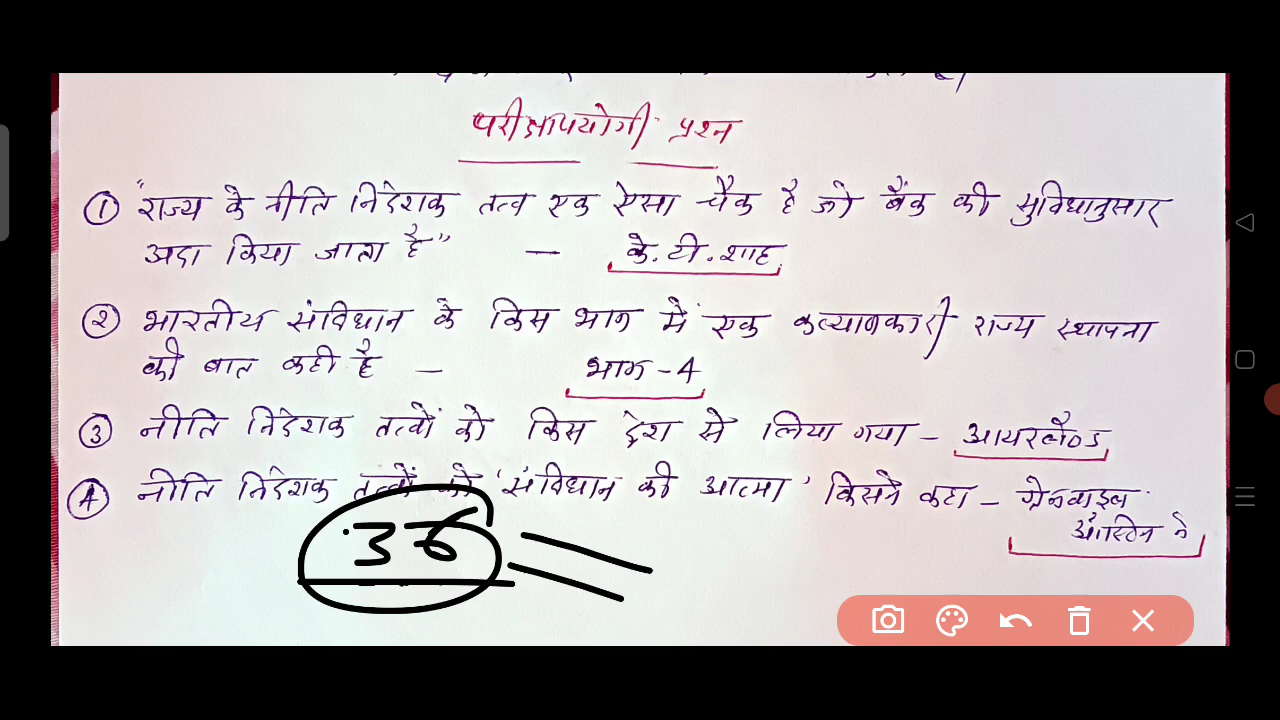 परीक्षापयोगी प्रश्न
① "राज्य के नीति निदेशक तत्व एक ऐसा चैक है जो बैंक की सुविधानुसार
अदा किया जाता है" — के. टी. शाह
② भारतीय संविधान के किस भाग में एक कल्याणकारी राज्य स्थापना
की बात कही है — भाग - 4
③ नीति निदेशक तत्वों को किस देश से लिया गया - आयरलैण्ड
④ नीति निदेशक तत्वों को 'संविधान की आत्मा' किसने कहा - ग्रेनवाइल
ऑस्टिन ने
36